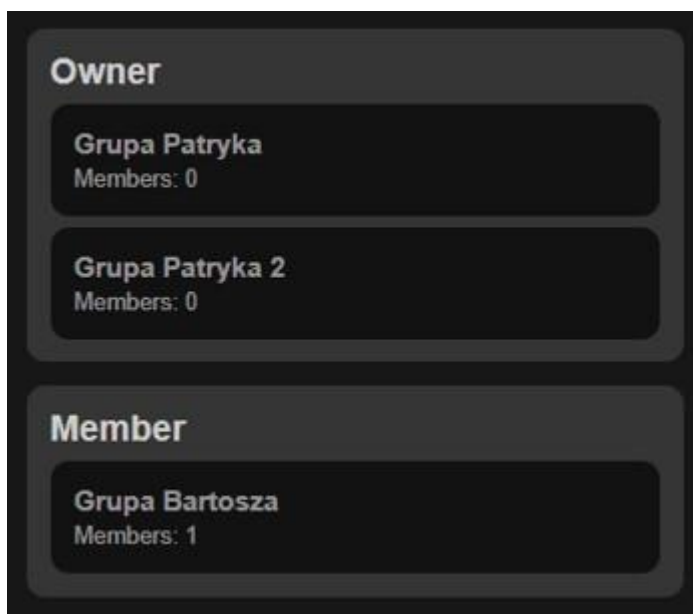 Owner
Grupa Patryka
Members: 0
Grupa Patryka 2
Members: 0
Member
Grupa Bartosza
Members: 1